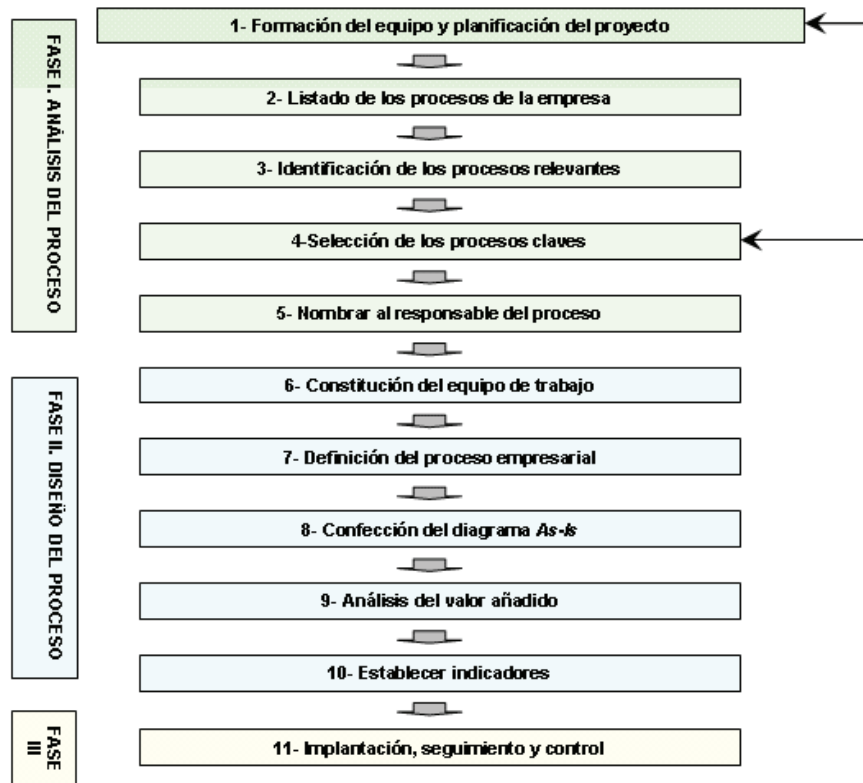 FASE I. ANÁLISIS DEL PROCESO
1- Formación del equipo y planificación del proyecto
2- Listado de los procesos de la empresa
3- Identificación de los procesos relevantes
4-Selección de los procesos claves
5- Nombrar al responsable del proceso
FASE II. DISEÑO DEL PROCESO
6- Constitución del equipo de trabajo
7- Definición del proceso empresarial
8- Confección del diagrama As-Is
9- Análisis del valor añadido
10- Establecer indicadores
FASE
III
11- Implantación, seguimiento y control